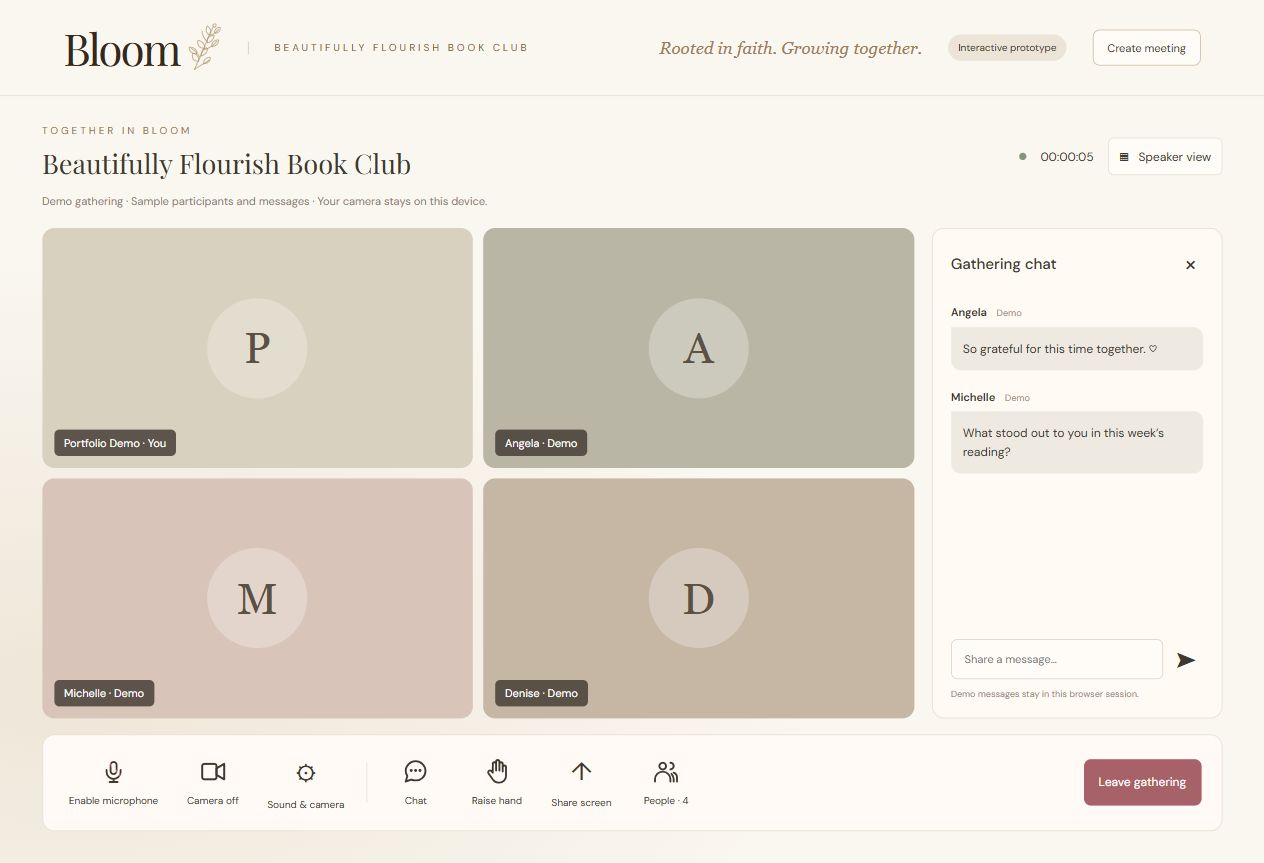 Bloom
BEAUTIFULLY FLOURISH BOOK CLUB
Rooted in faith. Growing together.
Interactive prototype
Create meeting
TOGETHER IN BLOOM
Beautifully Flourish Book Club
00:00:05
Speaker view
Demo gathering · Sample participants and messages · Your camera stays on this device.
P
Portfolio Demo · You
A
Angela · Demo
M
Michelle · Demo
D
Denise · Demo
Gathering chat
Angela Demo
So grateful for this time together. ♡
Michelle Demo
What stood out to you in this week's
reading?
Share a message...
Demo messages stay in this browser session.
Enable microphone
Camera off
Sound & camera
Chat
Raise hand
Share screen
People · 4
Leave gathering